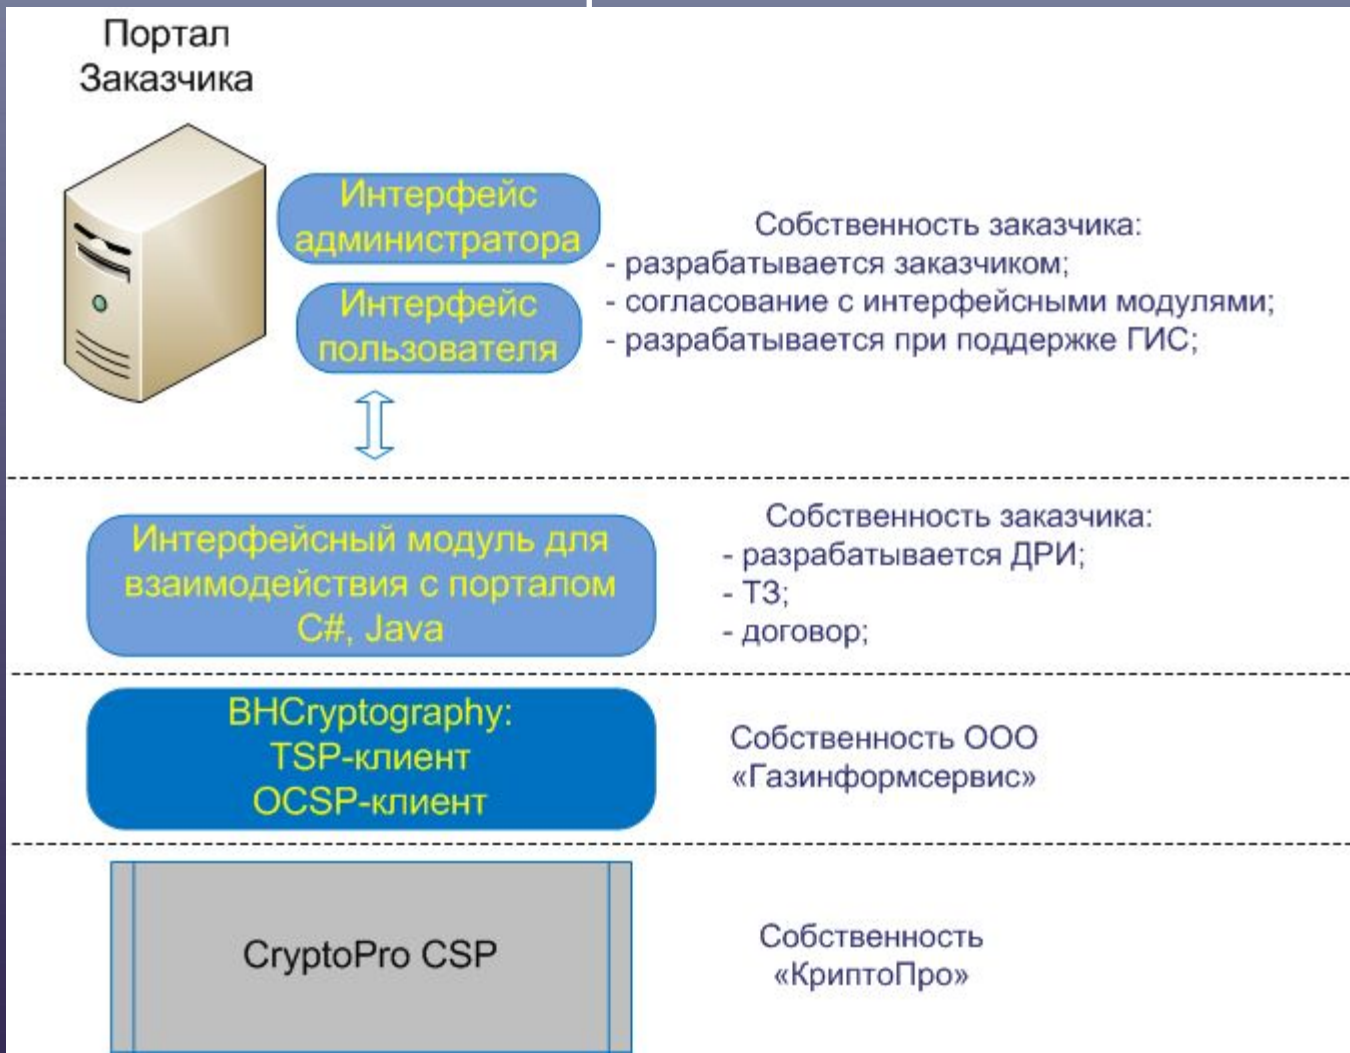 Портал
Заказчика
Интерфейс
администратора
Интерфейс
пользователя
Собственность заказчика:
- разрабатывается заказчиком;
- согласование с интерфейсными модулями;
- разрабатывается при поддержке ГИС;
Интерфейсный модуль для
взаимодействия с порталом
C#, Java
Собственность заказчика:
- разрабатывается ДРИ;
- ТЗ;
- договор;
BHCryptography:
TSP-клиент
OCSP-клиент
Собственность ООО
«Газинформсервис»
CryptoPro CSP
Собственность
«КриптоПро»